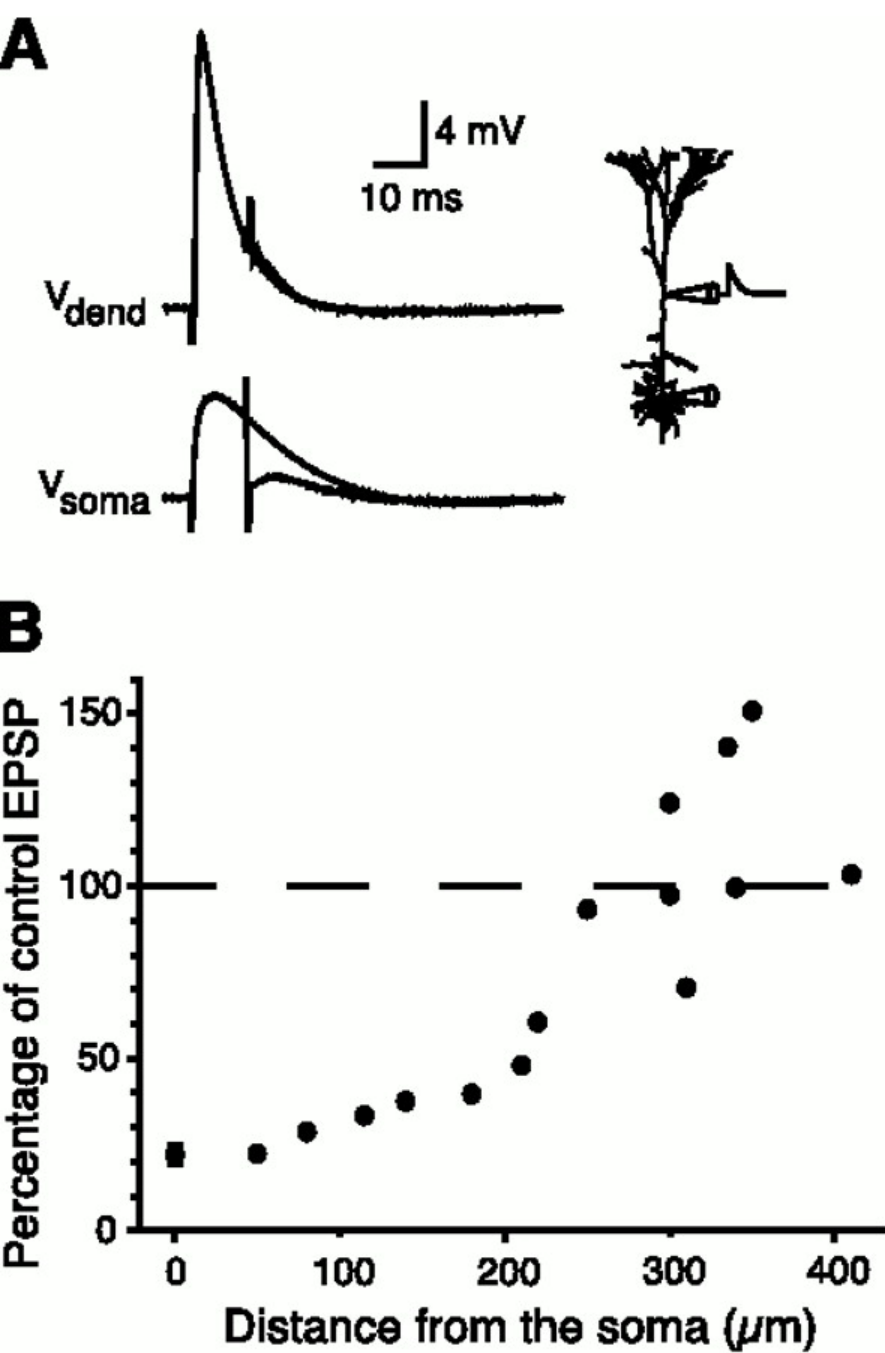 A
4 mV
10 ms
Vdend
Vsoma
B
Percentage of control EPSP
150
100
50
0
0 100 200 300 400
Distance from the soma (μm)